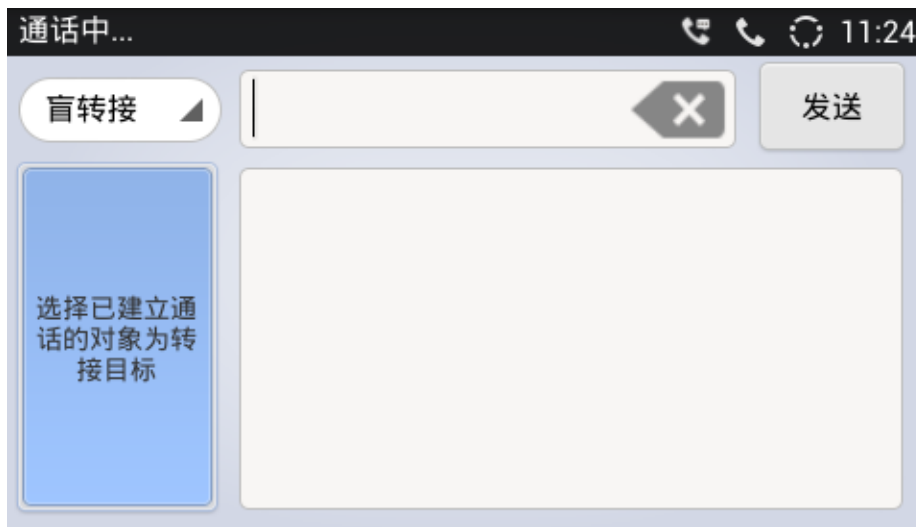 通话中... 11:24
盲转接 发送
选择已建立通
话的对象为转
接目标